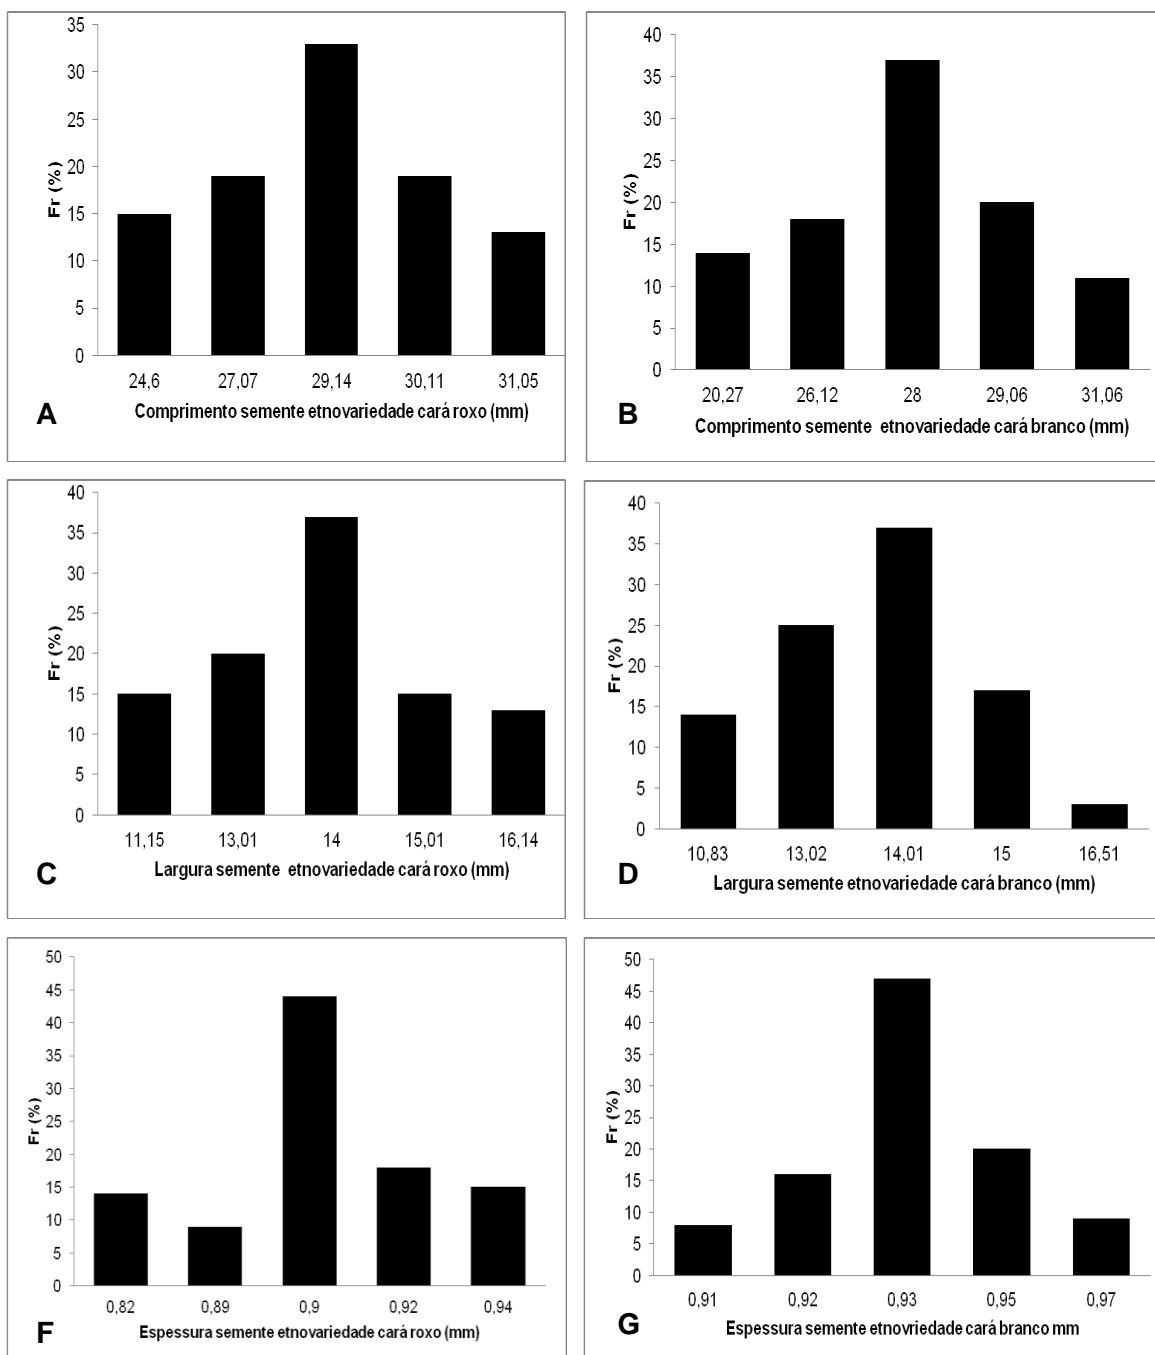 35
30
25
20
15
10
5
0
Fr (%)
24,6 27,07 29,14 30,11 31,05
Comprimento semente etnovariedade cará roxo (mm)
A
40
35
30
25
20
15
10
5
0
Fr (%)
20,27 26,12 28 29,06 31,06
Comprimento semente etnovariedade cará branco (mm)
B
40
35
30
25
20
15
10
5
0
Fr (%)
11,15 13,01 14 15,01 16,14
Largura semente etnovariedade cará roxo (mm)
C
40
35
30
25
20
15
10
5
0
Fr (%)
10,83 13,02 14,01 15 16,51
Largura semente etnovariedade cará branco (mm)
D
50
45
40
35
30
25
20
15
10
5
0
Fr (%)
0,82 0,89 0,9 0,92 0,94
Espessura semente etnovariedade cará roxo (mm)
F
50
45
40
35
30
25
20
15
10
5
0
Fr (%)
0,91 0,92 0,93 0,95 0,97
Espessura semente etnovriedade cará branco mm
G